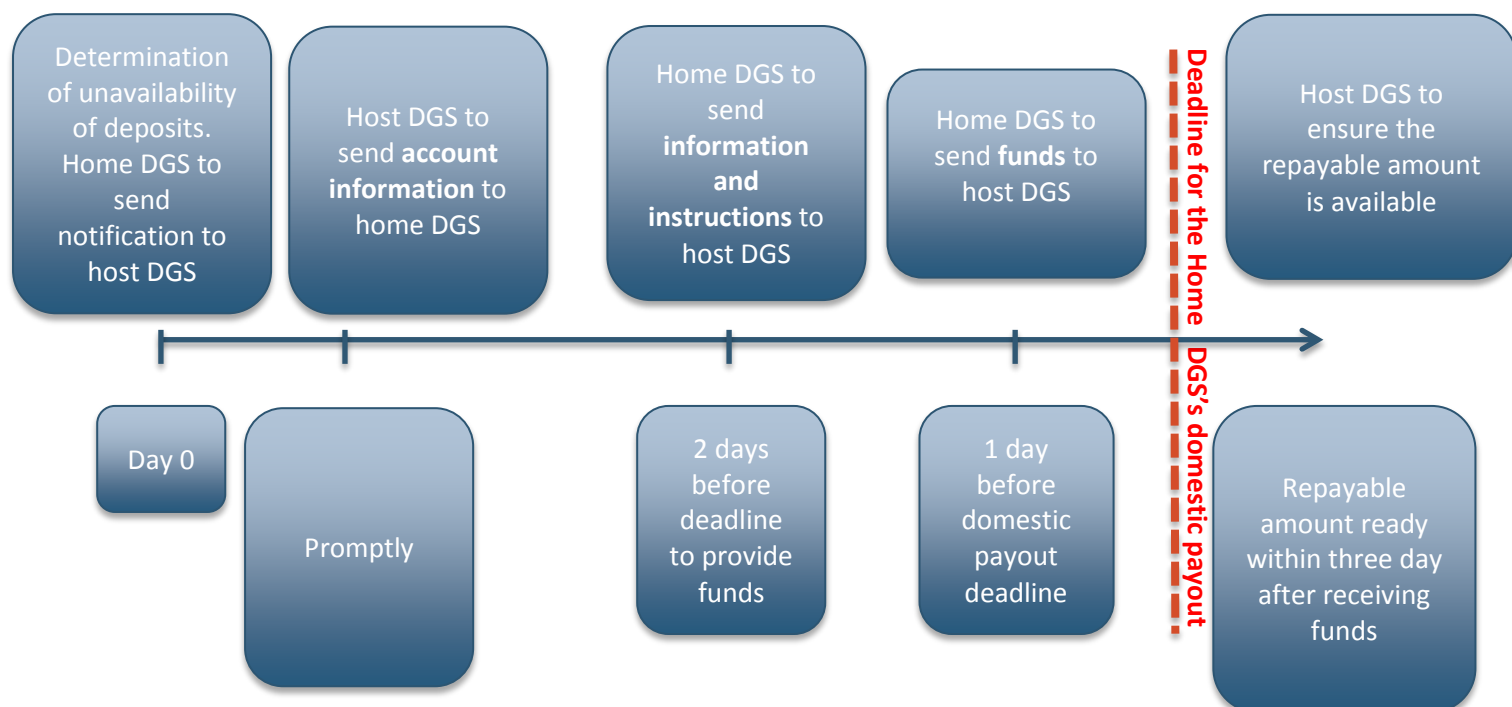 Determination
of unavailability
of deposits.
Home DGS to
send
notification to
host DGS
Host DGS to
send account
information to
home DGS
Home DGS to
send
information
and
instructions to
host DGS
Home DGS to
send funds to
host DGS
Deadline for the Home DGS's domestic payout
Host DGS to
ensure the
repayable amount
is available
Day 0
Promptly
2 days
before
deadline
to provide
funds
1 day
before
domestic
payout
deadline
Repayable
amount ready
within three day
after receiving
funds